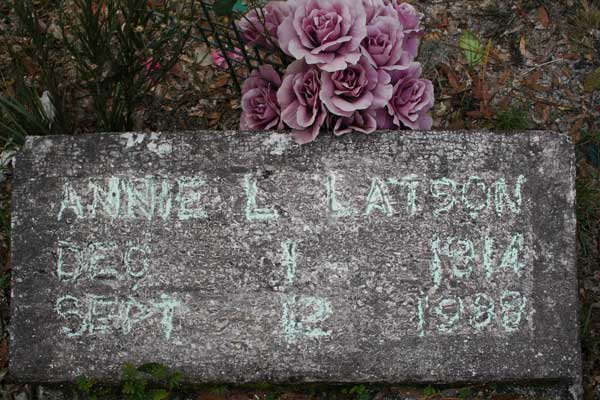 ANNIE L LATSON
DEC 1 1914
SEPT 12 1988